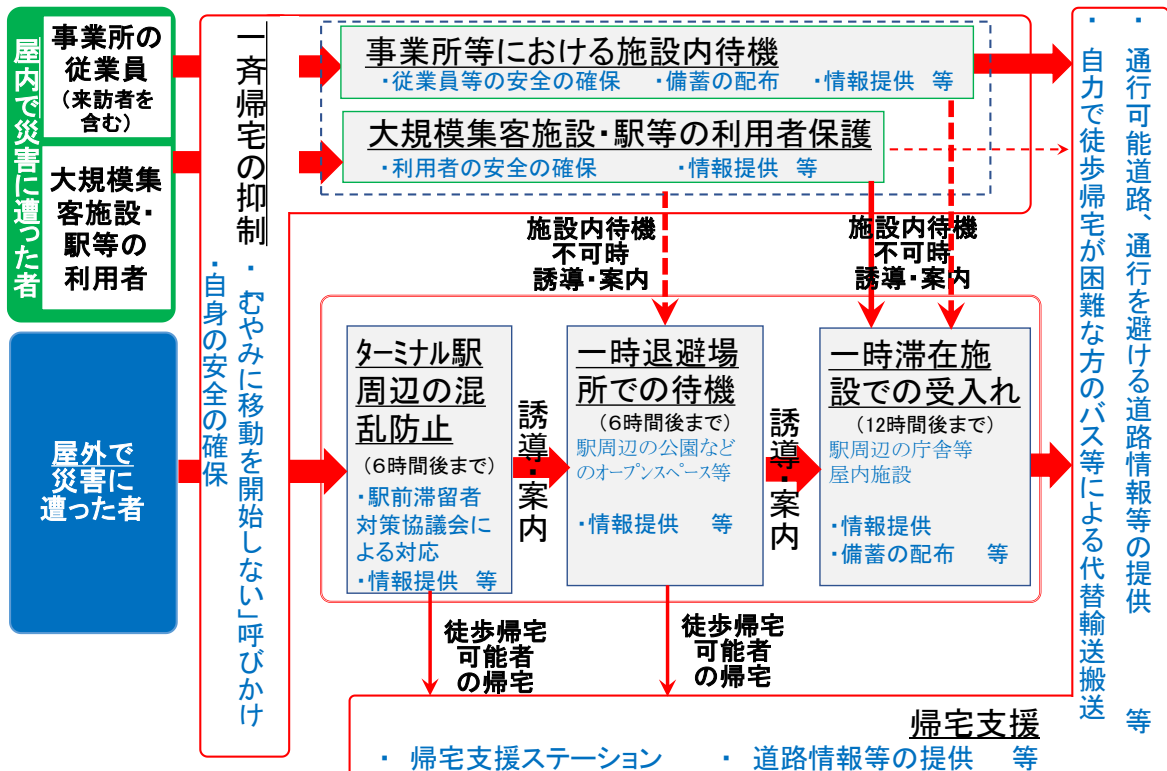 屋内で災害に遭った者
事業所の
従業員
(来訪者を
含む)
大規模集
客施設・
駅等の
利用者
屋外で
災害に
遭った者
一斉帰宅の抑制
・むやみに移動を開始しない」呼びかけ
・自身の安全の確保
事業所等における施設内待機
・従業員等の安全の確保　・備蓄の配布　・情報提供　等
大規模集客施設・駅等の利用者保護
・利用者の安全の確保　・情報提供　等
施設内待機
不可時
誘導・案内
施設内待機
不可時
誘導・案内
ターミナル駅
周辺の混
乱防止
(6時間後まで)
・駅前滞留者
対策協議会に
よる対応
・情報提供　等
誘導・案内
一時退避場
所での待機
(6時間後まで)
駅周辺の公園など
のオープンスペース等
・情報提供　等
誘導・案内
一時滞在施
設での受入れ
(12時間後まで)
駅周辺の庁舎等
屋内施設
・情報提供
・備蓄の配布　等
徒歩帰宅
可能者
の帰宅
徒歩帰宅
可能者
の帰宅
・通行可能道路、通行を避ける道路情報等の提供　等
・自力で徒歩帰宅が困難な方のバス等による代替輸送搬送
帰宅支援
・ 帰宅支援ステーション　・ 道路情報等の提供　等